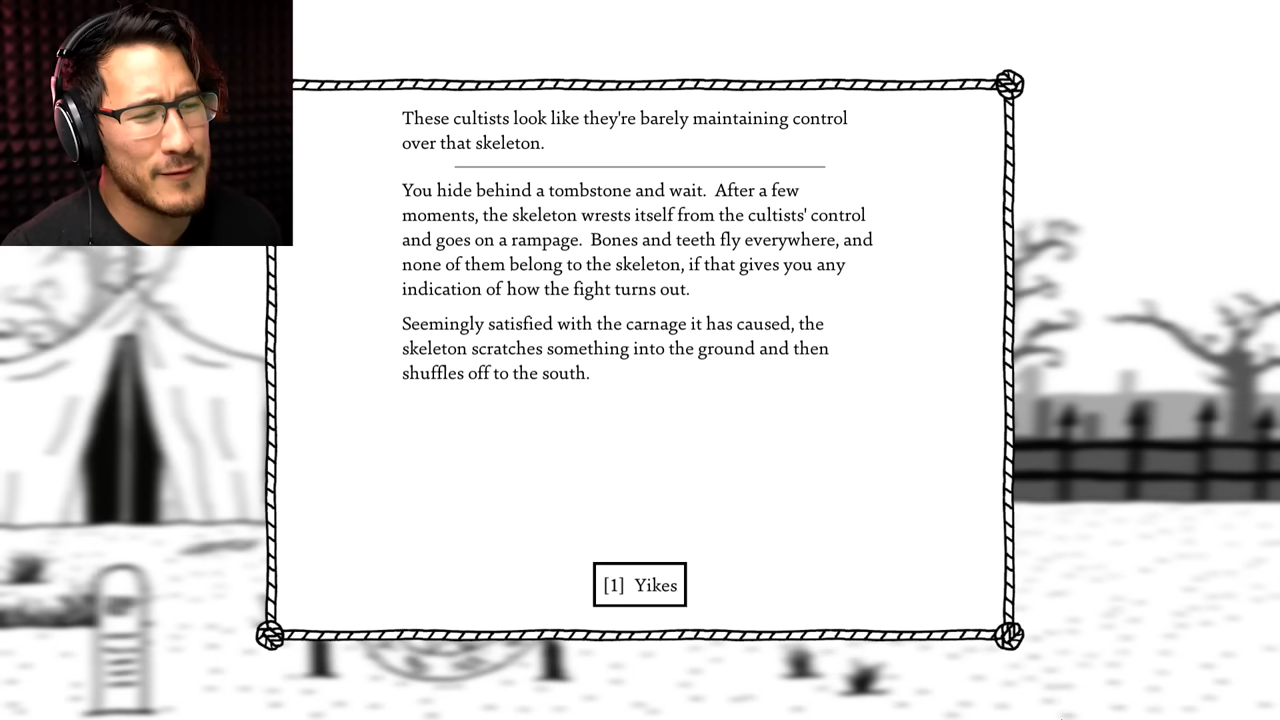 These cultists look like they're barely maintaining control
over that skeleton.
You hide behind a tombstone and wait.  After a few
moments, the skeleton wrests itself from the cultists' control
and goes on a rampage.  Bones and teeth fly everywhere, and
none of them belong to the skeleton, if that gives you any
indication of how the fight turns out.
Seemingly satisfied with the carnage it has caused, the
skeleton scratches something into the ground and then
shuffles off to the south.
[1]  Yikes